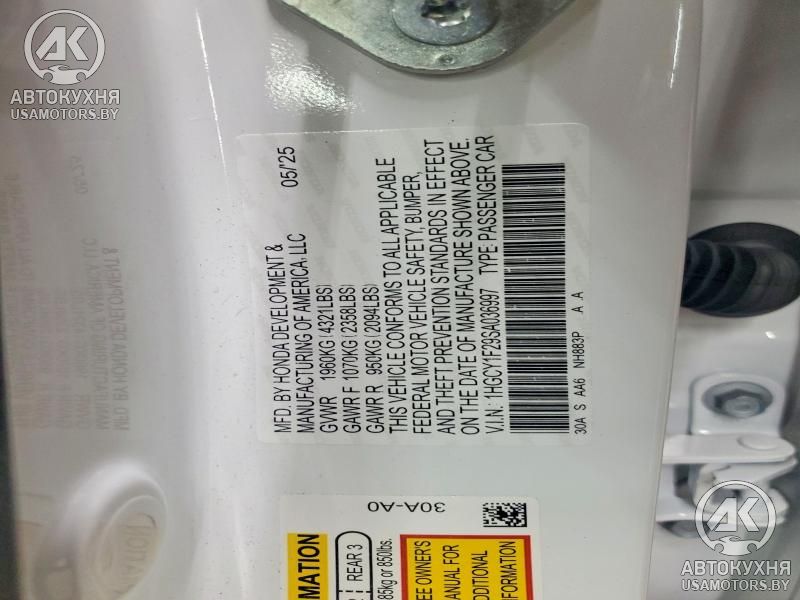 АК
АВТОКУХНЯ
USAMOTORS.BY
MFD. BY HONDA DEVELOPMENT &
MANUFACTURING OF AMERICA, LLC 05/'25
GVWR 1960KG(4321LBS)
GAWR F 1070KG(2358LBS)
GAWR R 950KG(2094LBS)
THIS VEHICLE CONFORMS TO ALL APPLICABLE
FEDERAL MOTOR VEHICLE SAFETY, BUMPER,
AND THEFT PREVENTION STANDARDS IN EFFECT
ON THE DATE OF MANUFACTURE SHOWN ABOVE.
V.I.N: 1HGCY1F29SA036997 TYPE: PASSENGER CAR
30A S AA6 NH883P A A
30A-A0
REAR 3
850lbs.
SEE OWNER'S
MANUAL FOR
ADDITIONAL
INFORMATION
АК
АВТОКУХНЯ
USAMOTORS.BY